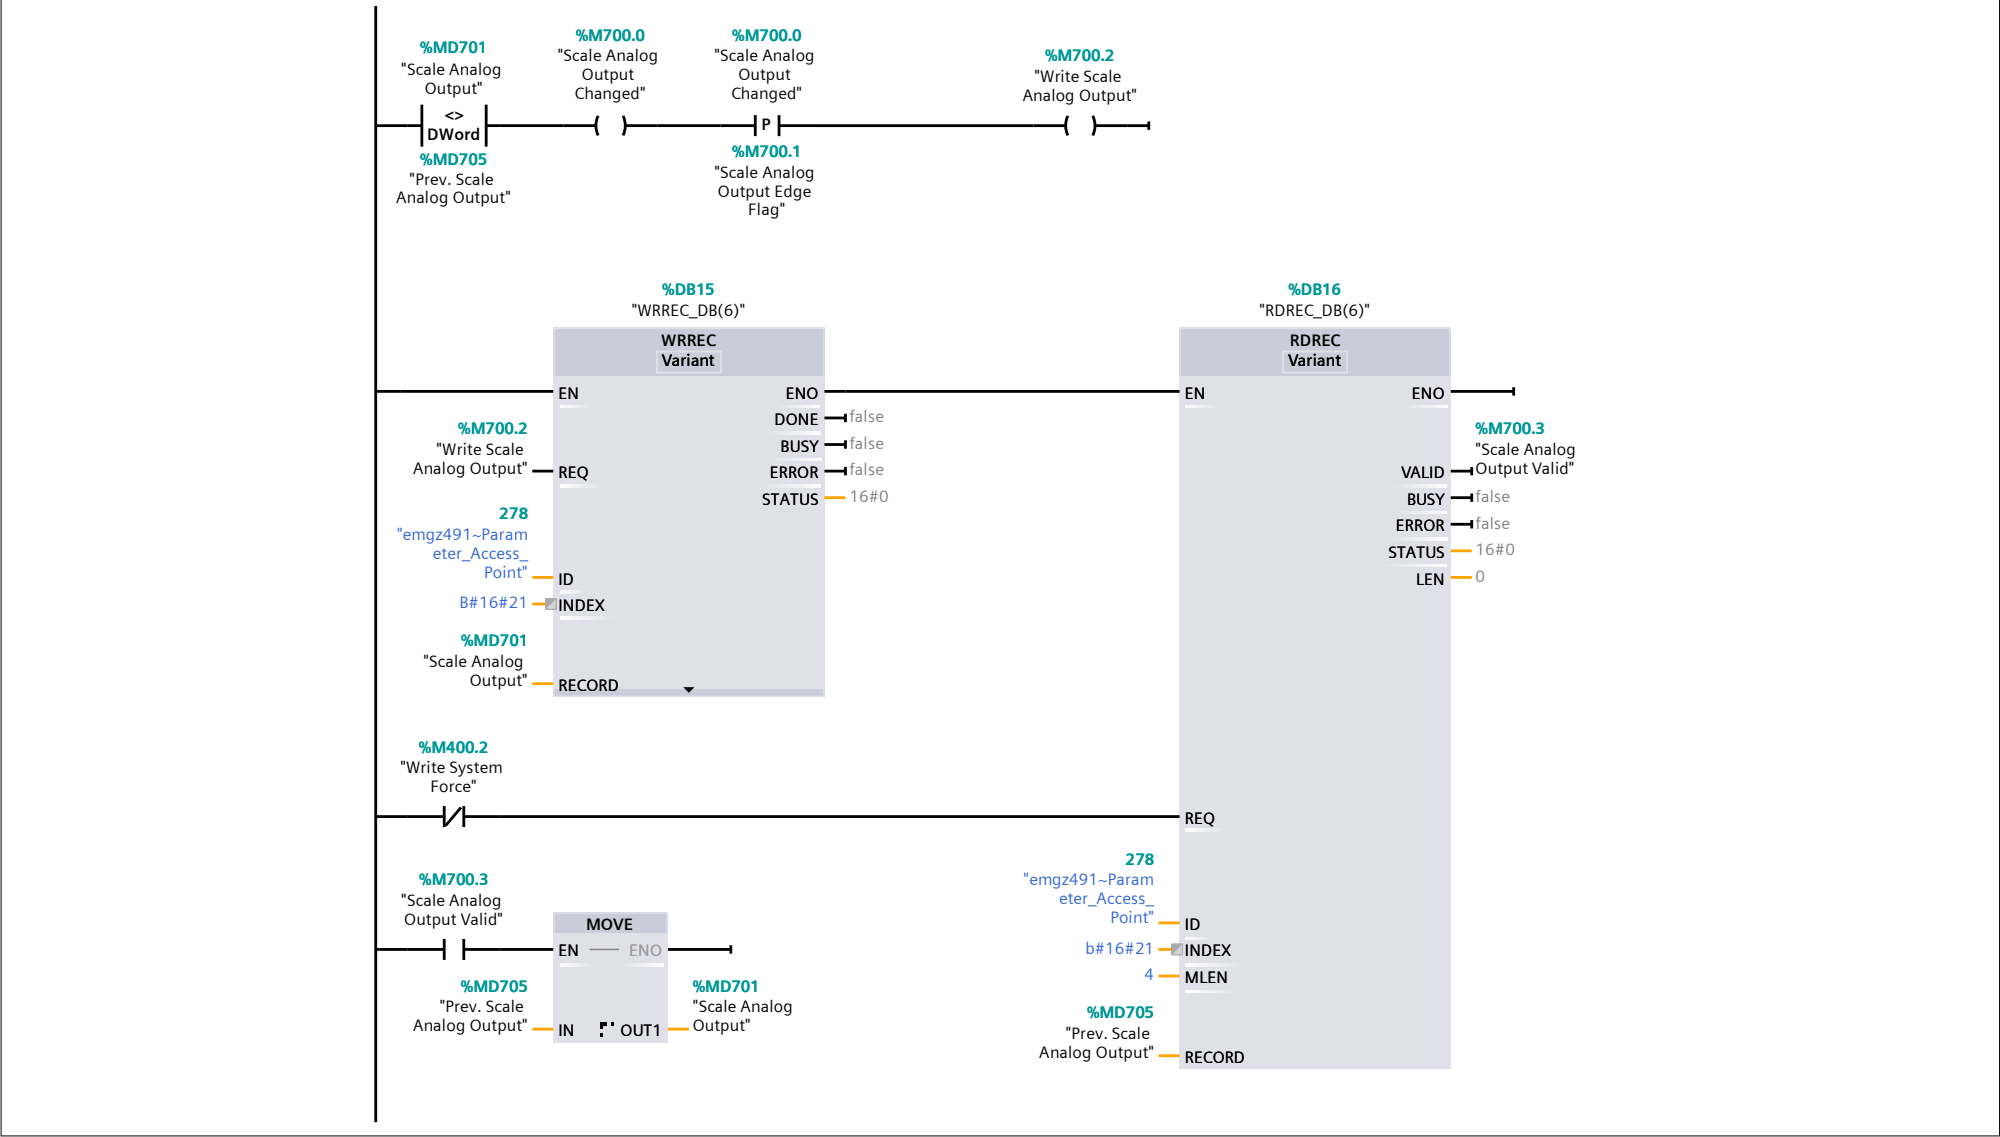 %MD701
"Scale Analog
Output"
<>
DWord
%MD705
"Prev. Scale
Analog Output"
%M700.0
"Scale Analog
Output
Changed"
%M700.0
"Scale Analog
Output
Changed"
P
%M700.1
"Scale Analog
Output Edge
Flag"
%M700.2
"Write Scale
Analog Output"
%DB15
"WRREC_DB(6)"
WRREC
Variant
EN
ENO
DONE
false
BUSY
false
%M700.2
"Write Scale
Analog Output"
REQ
ERROR
false
STATUS
16#0
278
"emgz491~Param
eter_Access_
Point"
ID
B#16#21
INDEX
%MD701
"Scale Analog
Output"
RECORD
%DB16
"RDREC_DB(6)"
RDREC
Variant
EN
ENO
%M700.3
"Scale Analog
Output Valid"
VALID
BUSY
false
ERROR
false
STATUS
16#0
LEN
0
%M400.2
"Write System
Force"
REQ
278
"emgz491~Param
eter_Access_
Point"
ID
b#16#21
INDEX
4
MLEN
%MD705
"Prev. Scale
Analog Output"
RECORD
%M700.3
"Scale Analog
Output Valid"
MOVE
EN
ENO
%MD705
"Prev. Scale
Analog Output"
IN
OUT1
%MD701
"Scale Analog
Output"